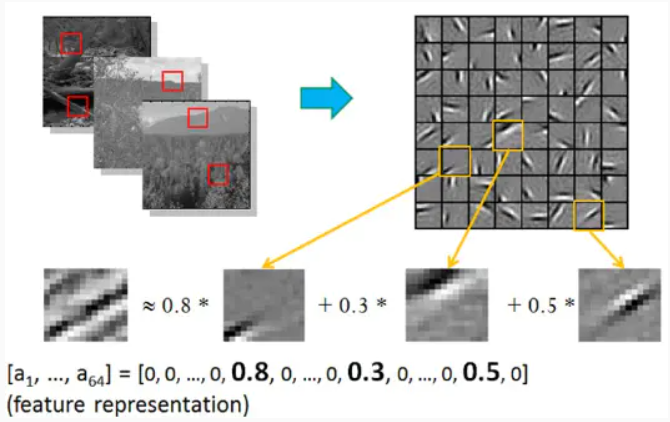 ≈ 0.8 * + 0.3 * + 0.5 *
[a₁, ..., a₆₄] = [0, 0, ..., 0, 0.8, 0, ..., 0, 0.3, 0, ..., 0, 0.5, 0]
(feature representation)